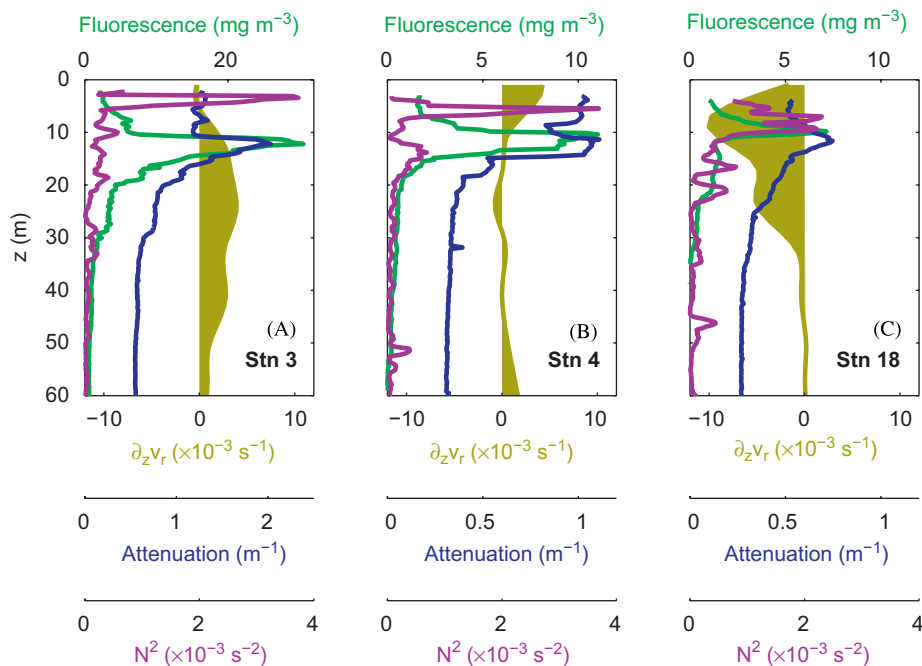 Fluorescence (mg m⁻³) Fluorescence (mg m⁻³) Fluorescence (mg m⁻³)
0 25 0 5 10 0 5 10
z (m)
0
10
20
30
40
50
60
(A) (B) (C)
Stn 3 Stn 4 Stn 18
−10 0 10 −10 0 10 −10 0 10
∂zvr (×10⁻³ s⁻¹) ∂zvr (×10⁻³ s⁻¹) ∂zvr (×10⁻³ s⁻¹)
0 1 2 0 0.5 1 0 0.5 1
Attenuation (m⁻¹) Attenuation (m⁻¹) Attenuation (m⁻¹)
0 2 4 0 2 4 0 2 4
N² (×10⁻³ s⁻²) N² (×10⁻³ s⁻²) N² (×10⁻³ s⁻²)